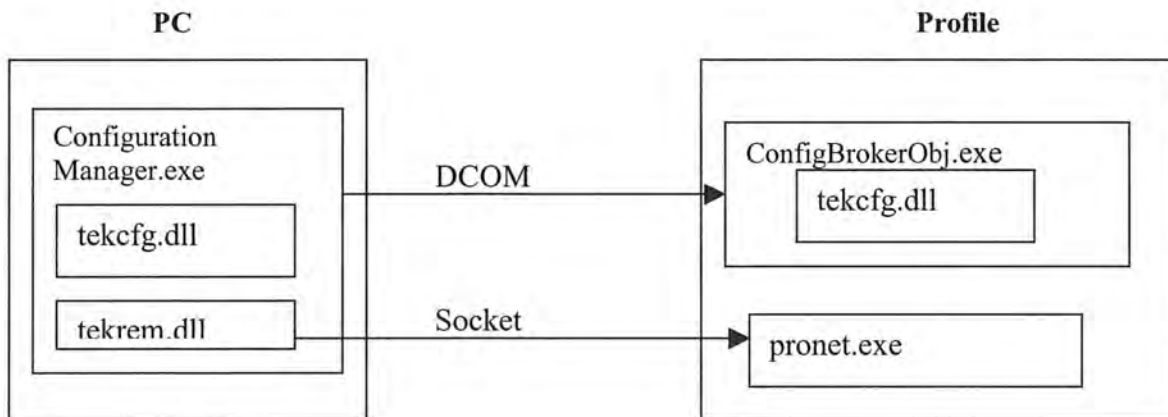 PC
Profile
Configuration
Manager.exe
tekcfg.dll
tekrem.dll
DCOM
Socket
ConfigBrokerObj.exe
tekcfg.dll
pronet.exe